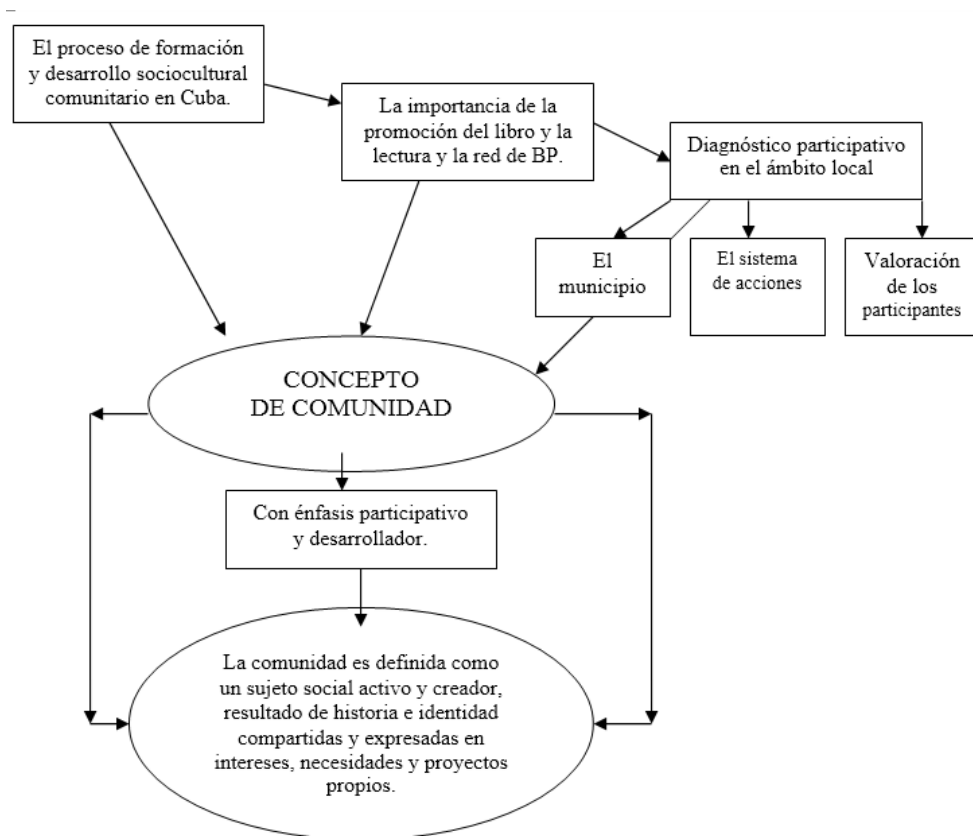 El proceso de formación
y desarrollo sociocultural
comunitario en Cuba.
La importancia de la
promoción del libro y la
lectura y la red de BP.
Diagnóstico participativo
en el ámbito local
El
municipio
El sistema
de acciones
Valoración
de los
participantes
CONCEPTO
DE COMUNIDAD
Con énfasis participativo
y desarrollador.
La comunidad es definida como
un sujeto social activo y creador,
resultado de historia e identidad
compartidas y expresadas en
intereses, necesidades y proyectos
propios.